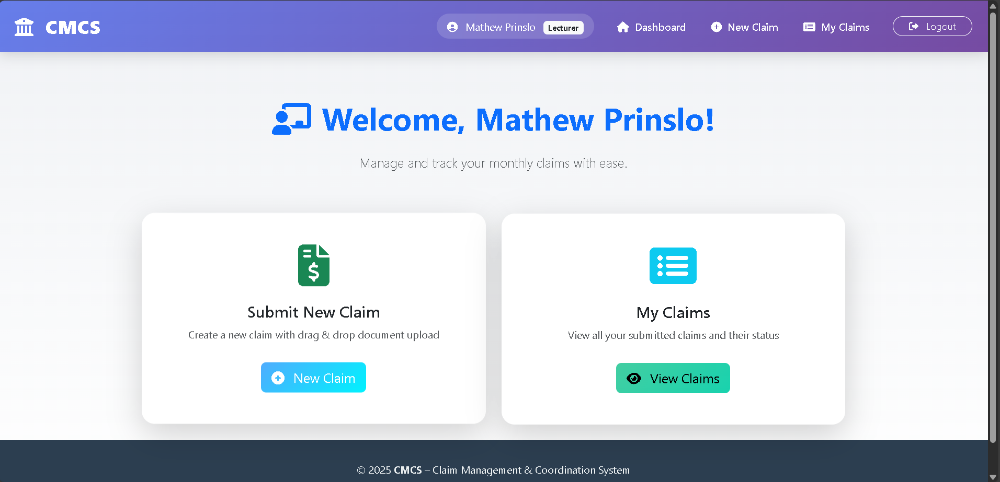 CMCS
Mathew Prinslo Lecturer
Dashboard
New Claim
My Claims
Logout
Welcome, Mathew Prinslo!
Manage and track your monthly claims with ease.
$
Submit New Claim
Create a new claim with drag & drop document upload
New Claim
My Claims
View all your submitted claims and their status
View Claims
© 2025 CMCS – Claim Management & Coordination System